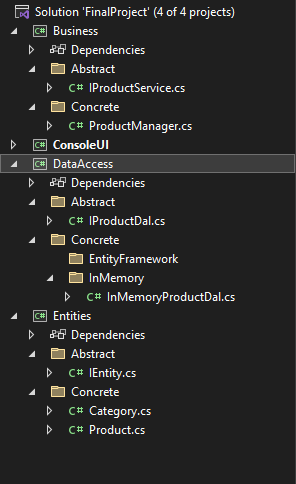 Solution 'FinalProject' (4 of 4 projects)
C# Business
Dependencies
Abstract
C# IProductService.cs
Concrete
C# ProductManager.cs
C# ConsoleUI
C# DataAccess
Dependencies
Abstract
C# IProductDal.cs
Concrete
EntityFramework
InMemory
C# InMemoryProductDal.cs
C# Entities
Dependencies
Abstract
C# IEntity.cs
Concrete
C# Category.cs
C# Product.cs